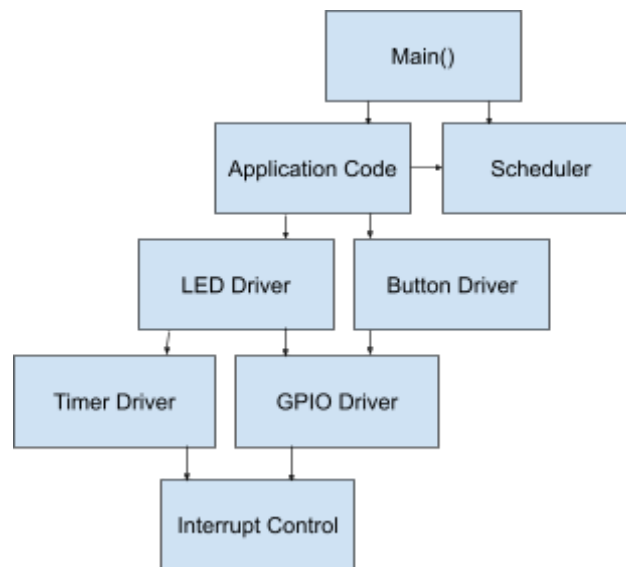 Main()
Application Code
Scheduler
LED Driver
Button Driver
Timer Driver
GPIO Driver
Interrupt Control